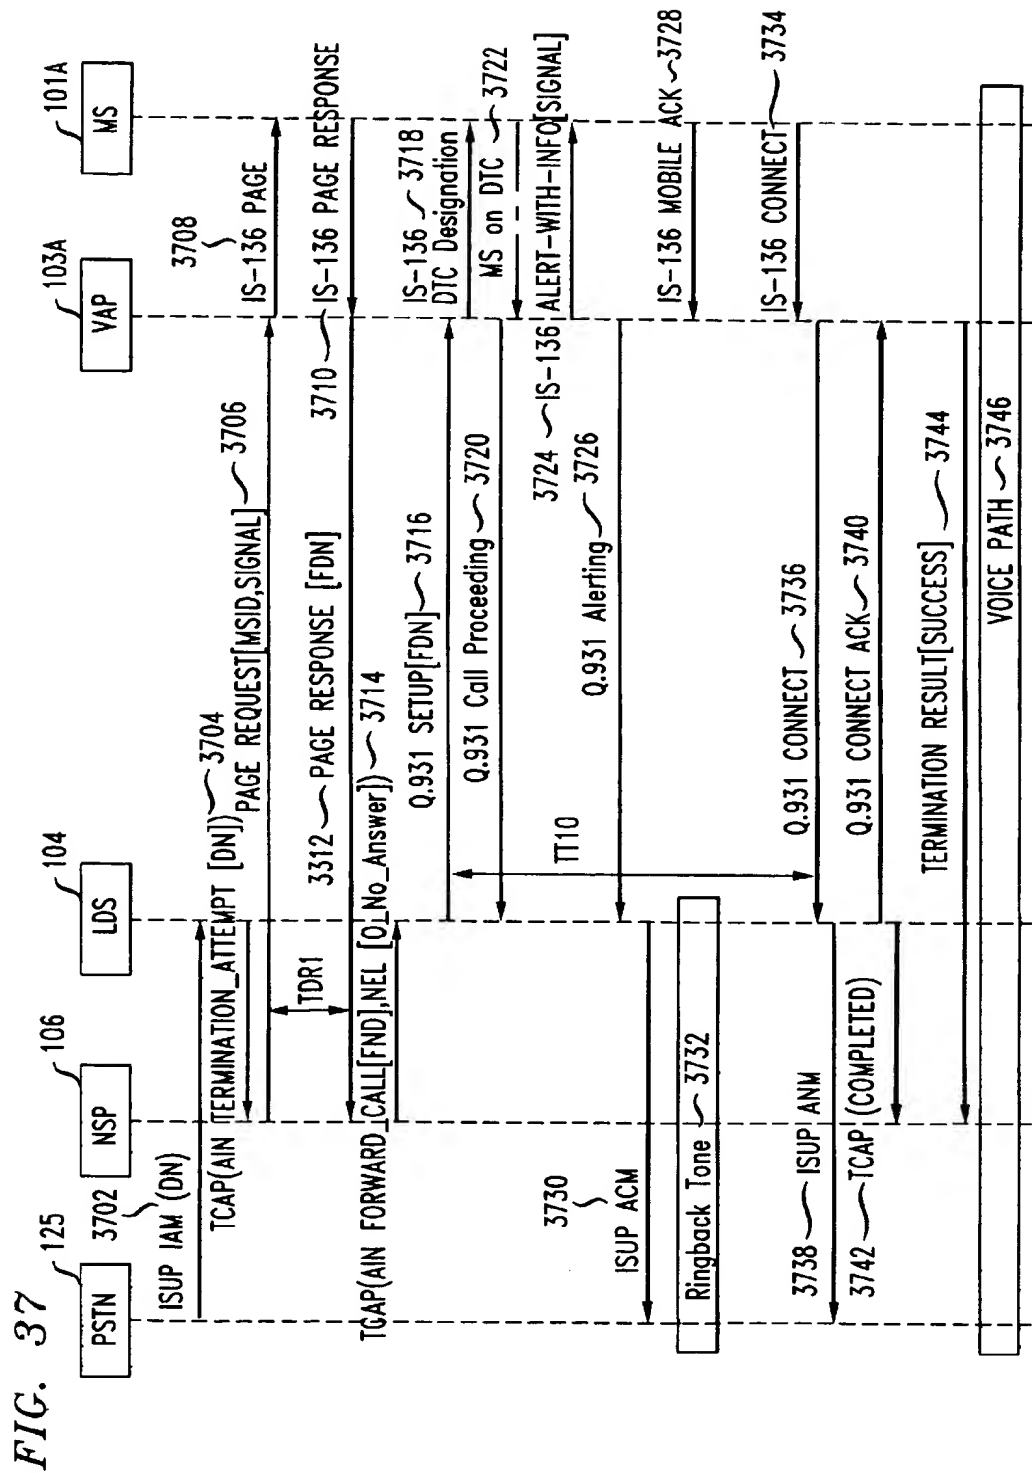 FIG. 37
PSTN
125
NSP
106
LDS
104
VAP
103A
MS
101A
3702
ISUP IAM (DN)
TCAP(AIN TERMINATION_ATTEMPT [DN])
3704
PAGE REQUEST[MSID,SIGNAL]
3706
3708
IS-136 PAGE
TDR1
3312
PAGE RESPONSE [FDN]
3710
IS-136 PAGE RESPONSE
TCAP(AIN FORWARD_CALL[FND],NEL [O_No_Answer])
3714
Q.931 SETUP[FDN]
3716
IS-136
3718
DTC Designation
Q.931 Call Proceeding
3720
MS on DTC
3722
3724
IS-136 ALERT-WITH-INFO[SIGNAL]
Q.931 Alerting
3726
TT10
3730
ISUP ACM
IS-136 MOBILE ACK
3728
Ringback Tone
3732
IS-136 CONNECT
3734
Q.931 CONNECT
3736
3738
ISUP ANM
Q.931 CONNECT ACK
3740
3742
TCAP (COMPLETED)
TERMINATION RESULT[SUCCESS]
3744
VOICE PATH
3746